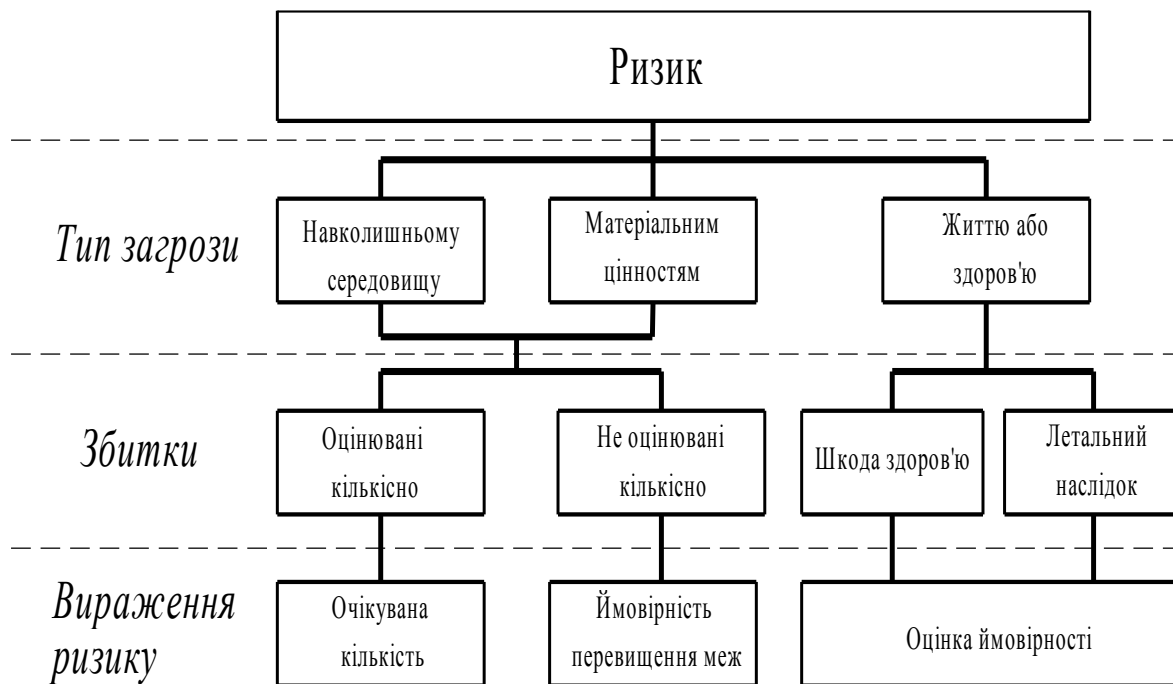 Ризик
Тип загрози
Навколишньому
середовищу
Матеріальним
цінностям
Життю або
здоров'ю
Збитки
Оцінювані
кількісно
Не оцінювані
кількісно
Шкода здоров'ю
Летальний
наслідок
Вираження
ризику
Очікувана
кількість
Ймовірність
перевищення меж
Оцінка ймовірності